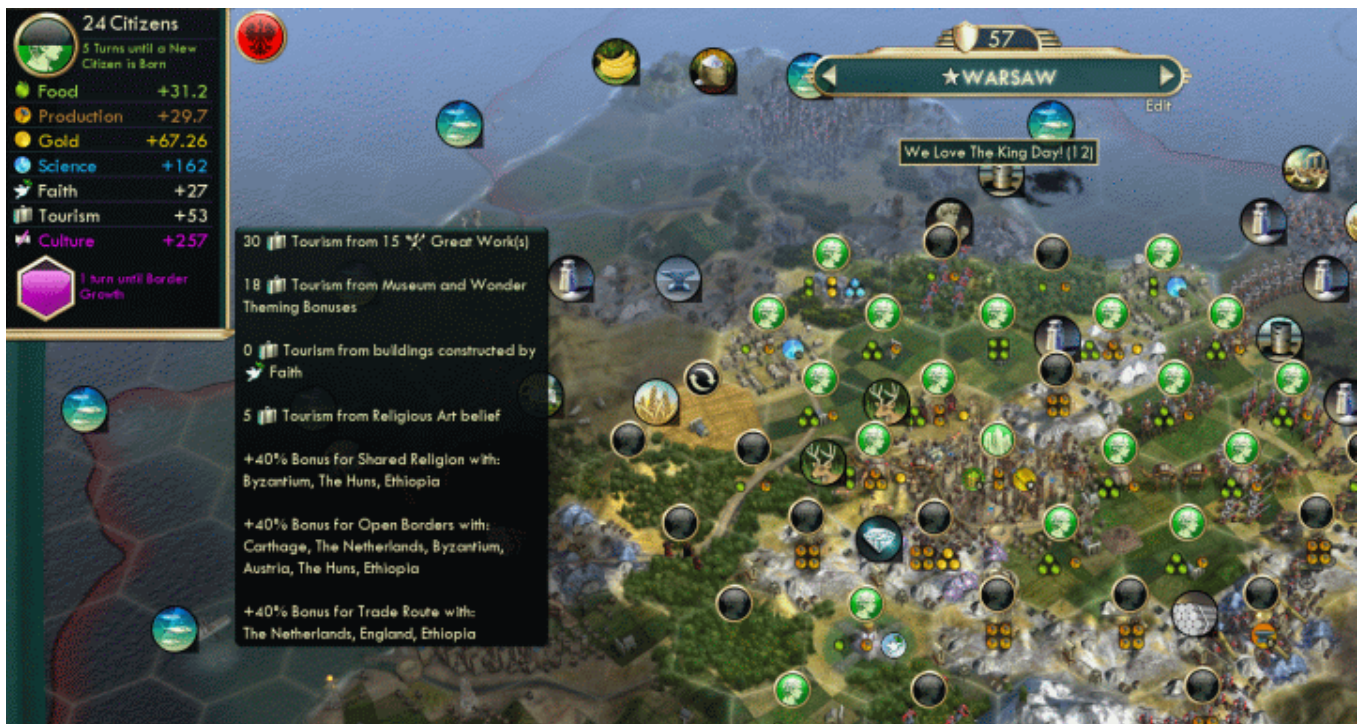 24 Citizens
5 Turns until a New
Citizen is Born
Food +31.2
Production +29.7
Gold +67.26
Science +162
Faith +27
Tourism +53
Culture +257
1 turn until Border
Growth
57
WARSAW
Edit
We Love The King Day! (12)
30 Tourism from 15 Great Work(s)
18 Tourism from Museum and Wonder
Theming Bonuses
0 Tourism from buildings constructed by
Faith
5 Tourism from Religious Art belief
+40% Bonus for Shared Religion with:
Byzantium, The Huns, Ethiopia
+40% Bonus for Open Borders with:
Carthage, The Netherlands, Byzantium,
Austria, The Huns, Ethiopia
+40% Bonus for Trade Route with:
The Netherlands, England, Ethiopia